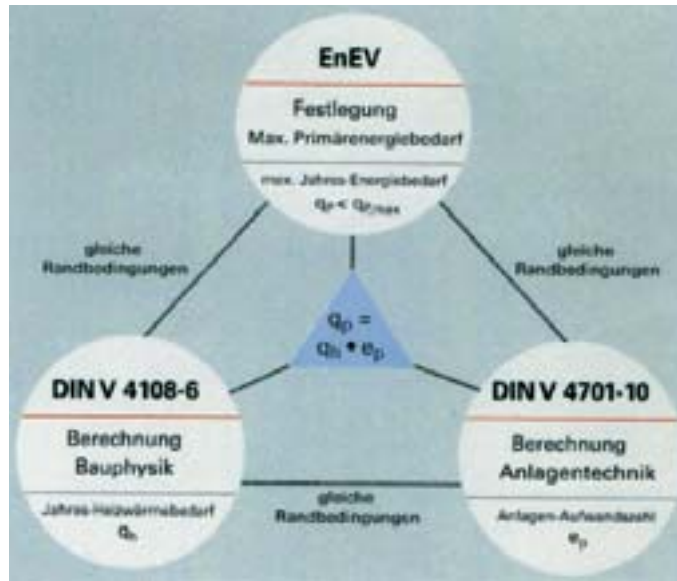 EnEV
Festlegung
Max. Primärenergiebedarf
max. Jahres-Energiebedarf
qP < qP,max
gleiche
Randbedingungen
gleiche
Randbedingungen
qp =
qh • ep
DIN V 4108-6
Berechnung
Bauphysik
Jahres-Heizwärmebedarf
qh
DIN V 4701-10
Berechnung
Anlagentechnik
Anlagen-Aufwandszahl
ep
gleiche
Randbedingungen